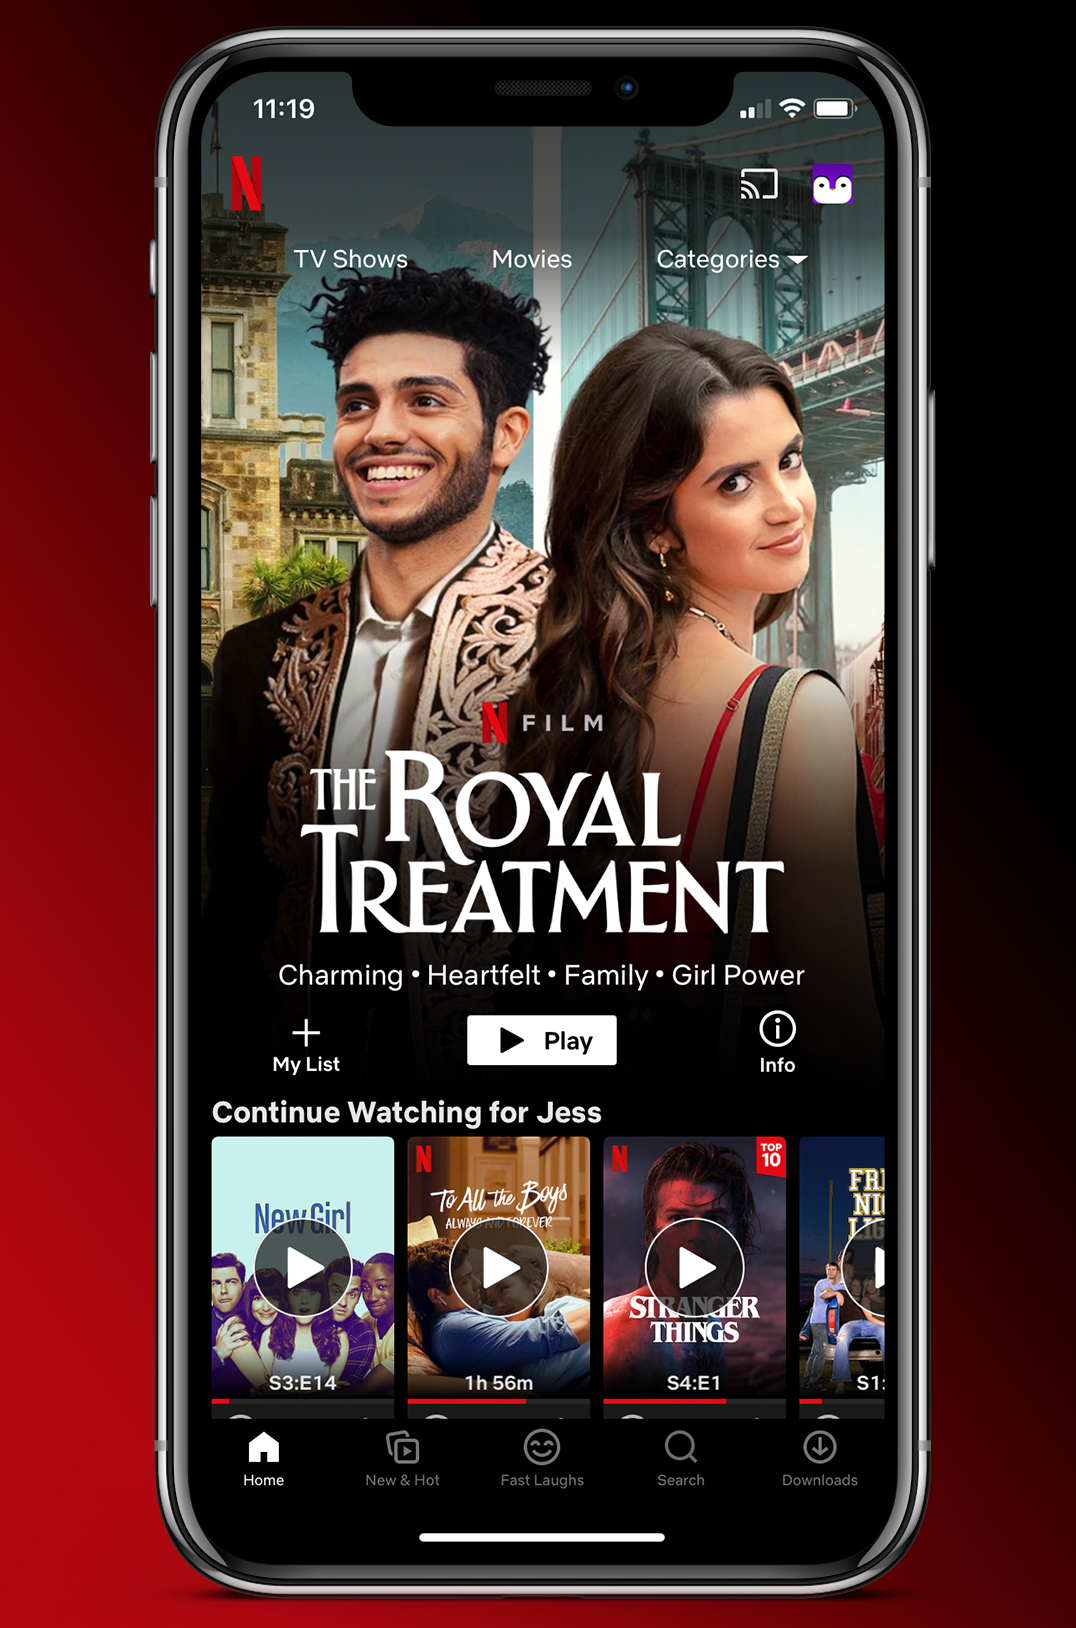 11:19
N
TV Shows
Movies
Categories
N FILM
THE ROYAL
TREATMENT
Charming • Heartfelt • Family • Girl Power
My List
Play
Info
Continue Watching for Jess
New Girl
S3:E14
N
To All the Boys
ALWAYS AND FOREVER
1h 56m
N
TOP
10
STRANGER
THINGS
S4:E1
FRI
NIG
LIG
S1:
Home
New & Hot
Fast Laughs
Search
Downloads